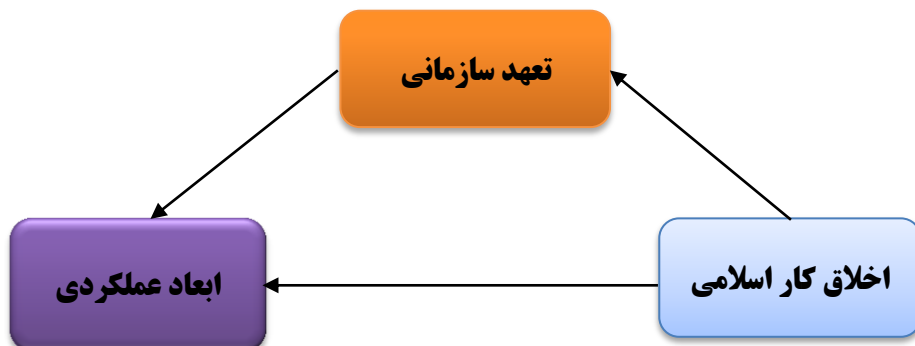 تعهد سازمانی
اخلاق کار اسلامی
ابعاد عملکردی